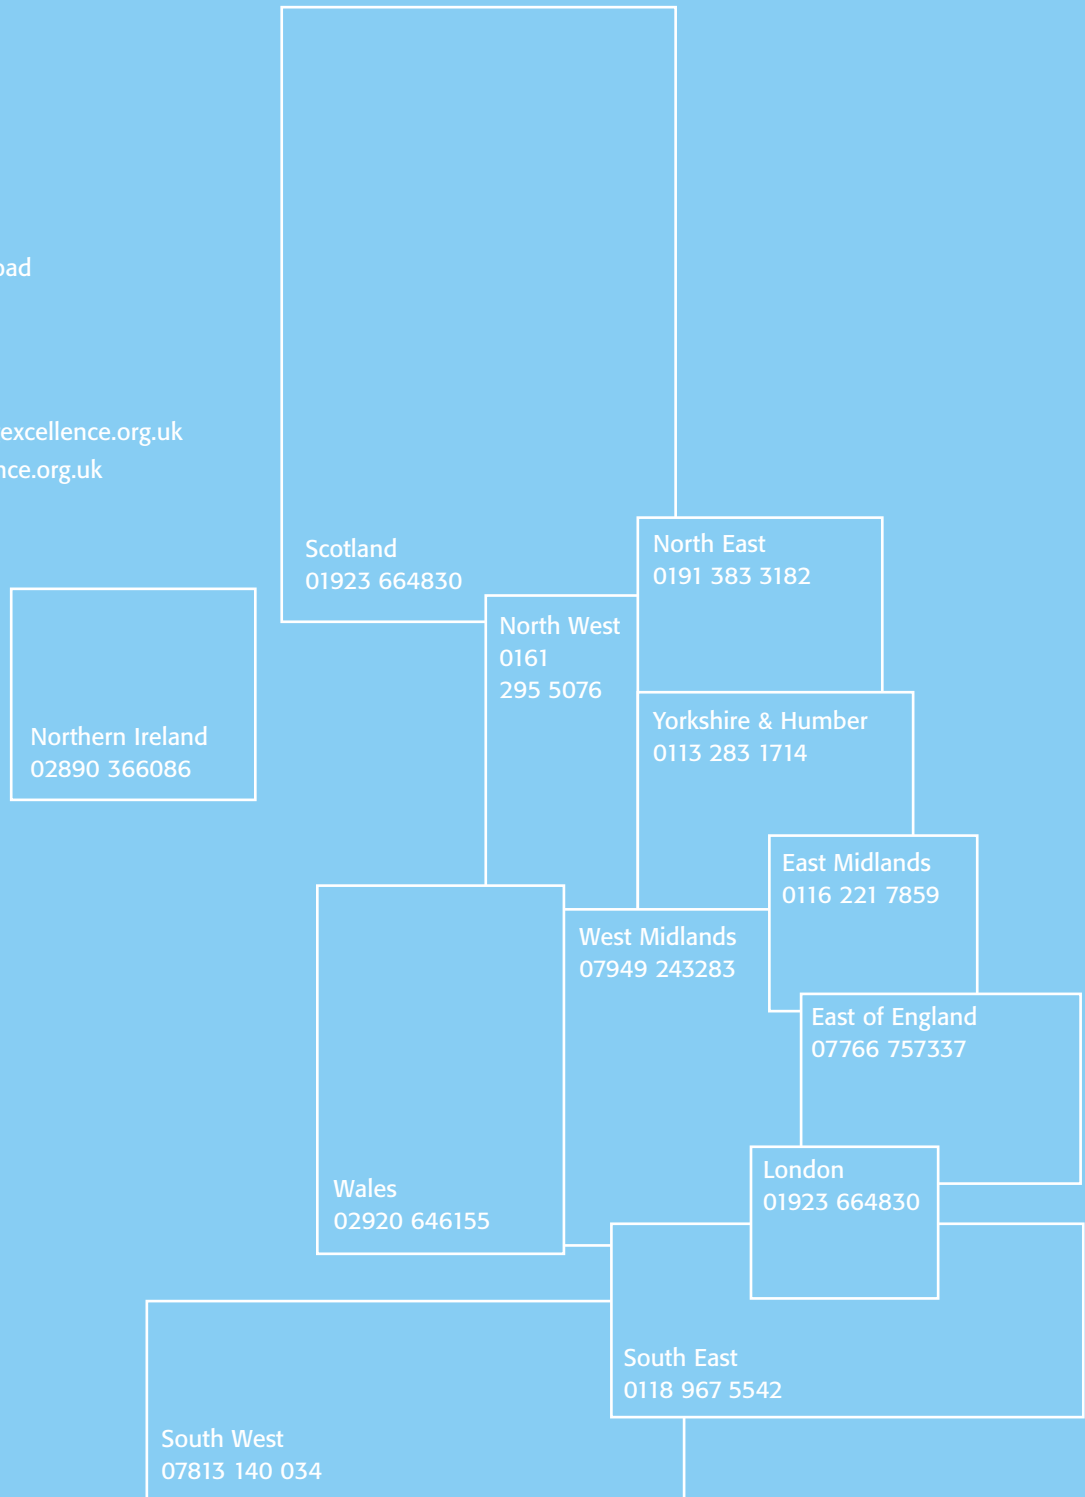 oad
excellence.org.uk
nce.org.uk
Scotland
01923 664830
North East
0191 383 3182
North West
0161
295 5076
Northern Ireland
02890 366086
Yorkshire & Humber
0113 283 1714
East Midlands
0116 221 7859
West Midlands
07949 243283
East of England
07766 757337
London
01923 664830
Wales
02920 646155
South East
0118 967 5542
South West
07813 140 034